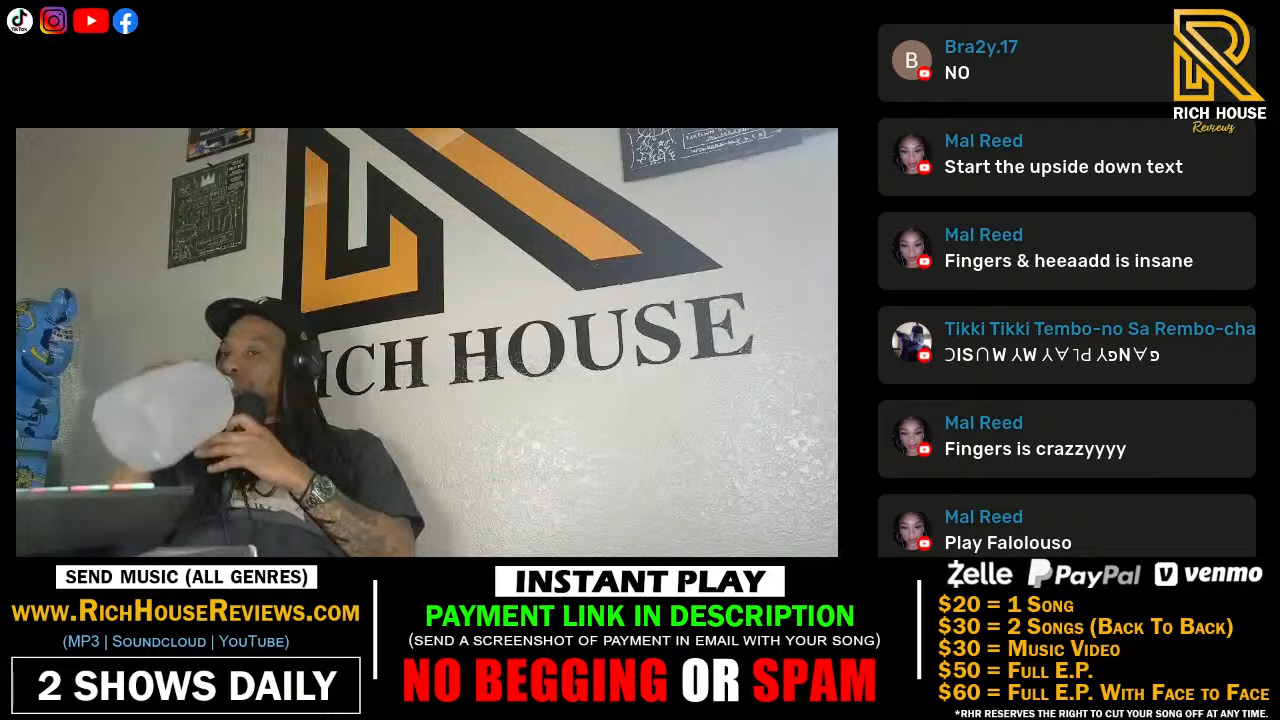 Bra2y.17
NO
RICH HOUSE
Reviews
Mal Reed
Start the upside down text
Mal Reed
Fingers & heeaadd is insane
Tikki Tikki Tembo-no Sa Rembo-cha
ƆIS∩W ⅄W ⅄∀˥Ԁ ⅄פN∀פ
Mal Reed
Fingers is crazzyyyy
Mal Reed
Play Falolouso
RICH HOUSE
SEND MUSIC (ALL GENRES)
www.RichHouseReviews.com
(MP3 | Soundcloud | YouTube)
2 SHOWS DAILY
INSTANT PLAY
PAYMENT LINK IN DESCRIPTION
(SEND A SCREENSHOT OF PAYMENT IN EMAIL WITH YOUR SONG)
NO BEGGING OR SPAM
Zelle PayPal venmo
$20 = 1 Song
$30 = 2 Songs (Back To Back)
$30 = Music Video
$50 = Full E.P.
$60 = Full E.P. With Face to Face
*RHR RESERVES THE RIGHT TO CUT YOUR SONG OFF AT ANY TIME.